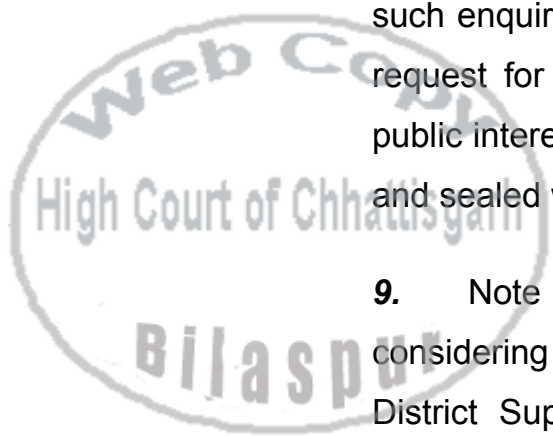 such enquir
request for
public intere
and sealed v
9. Note
considering
District Sup
Web Copy
High Court of Chhattisgarh
Bilaspur